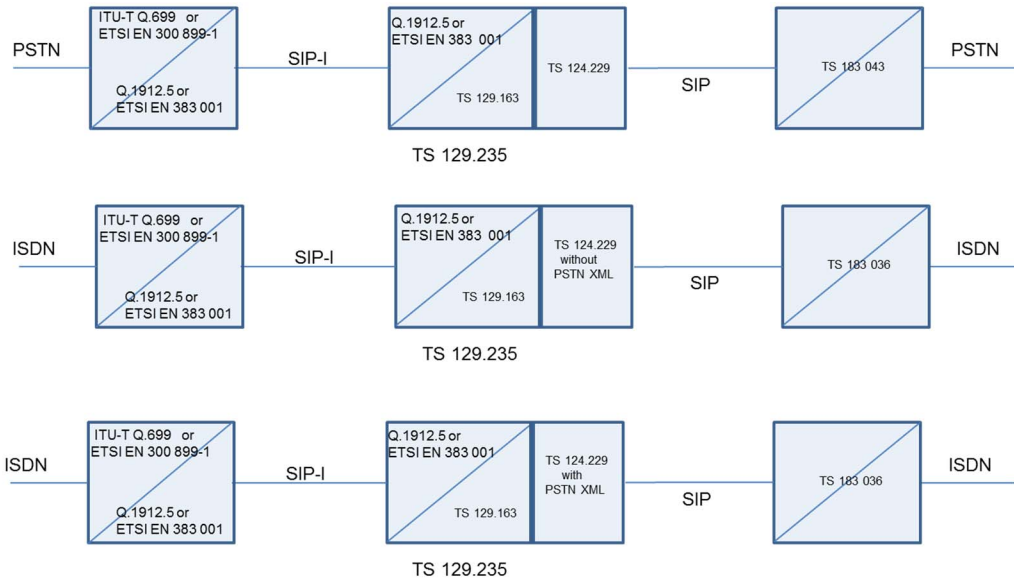 ITU-T Q.699 or
ETSI EN 300 899-1
Q.1912.5 or
ETSI EN 383 001
PSTN
SIP-I
Q.1912.5 or
ETSI EN 383 001
TS 129.163
TS 124.229
SIP
TS 183 043
PSTN
TS 129.235
ITU-T Q.699 or
ETSI EN 300 899-1
Q.1912.5 or
ETSI EN 383 001
ISDN
SIP-I
Q.1912.5 or
ETSI EN 383 001
TS 129.163
TS 124.229
without
PSTN XML
SIP
TS 183 036
ISDN
TS 129.235
ITU-T Q.699 or
ETSI EN 300 899-1
Q.1912.5 or
ETSI EN 383 001
ISDN
SIP-I
Q.1912.5 or
ETSI EN 383 001
TS 129.163
TS 124.229
with
PSTN XML
SIP
TS 183 036
ISDN
TS 129.235